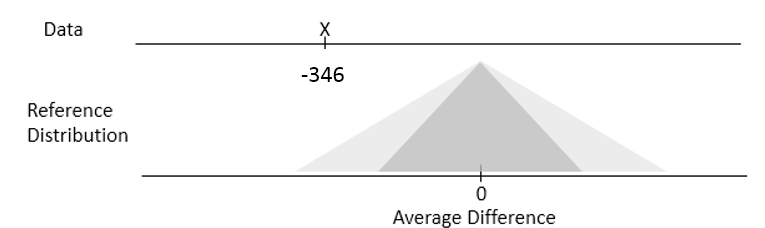 Data
X
-346
Reference
Distribution
0
Average Difference